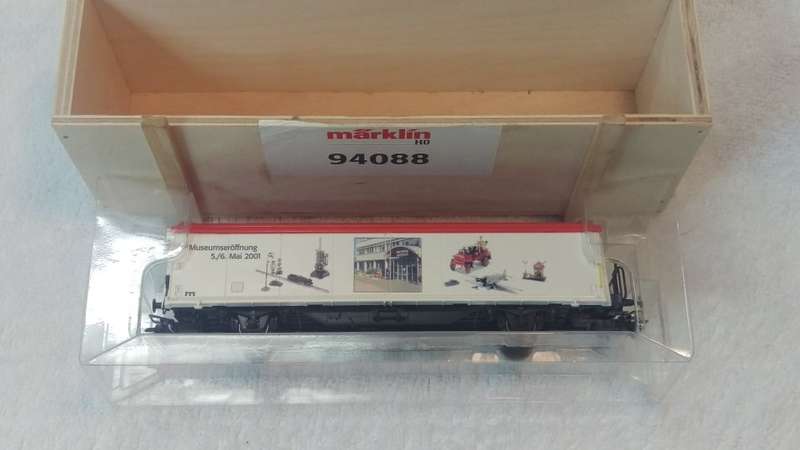 märklin
H0
94088
Museumseröffnung
5./6. Mai 2001